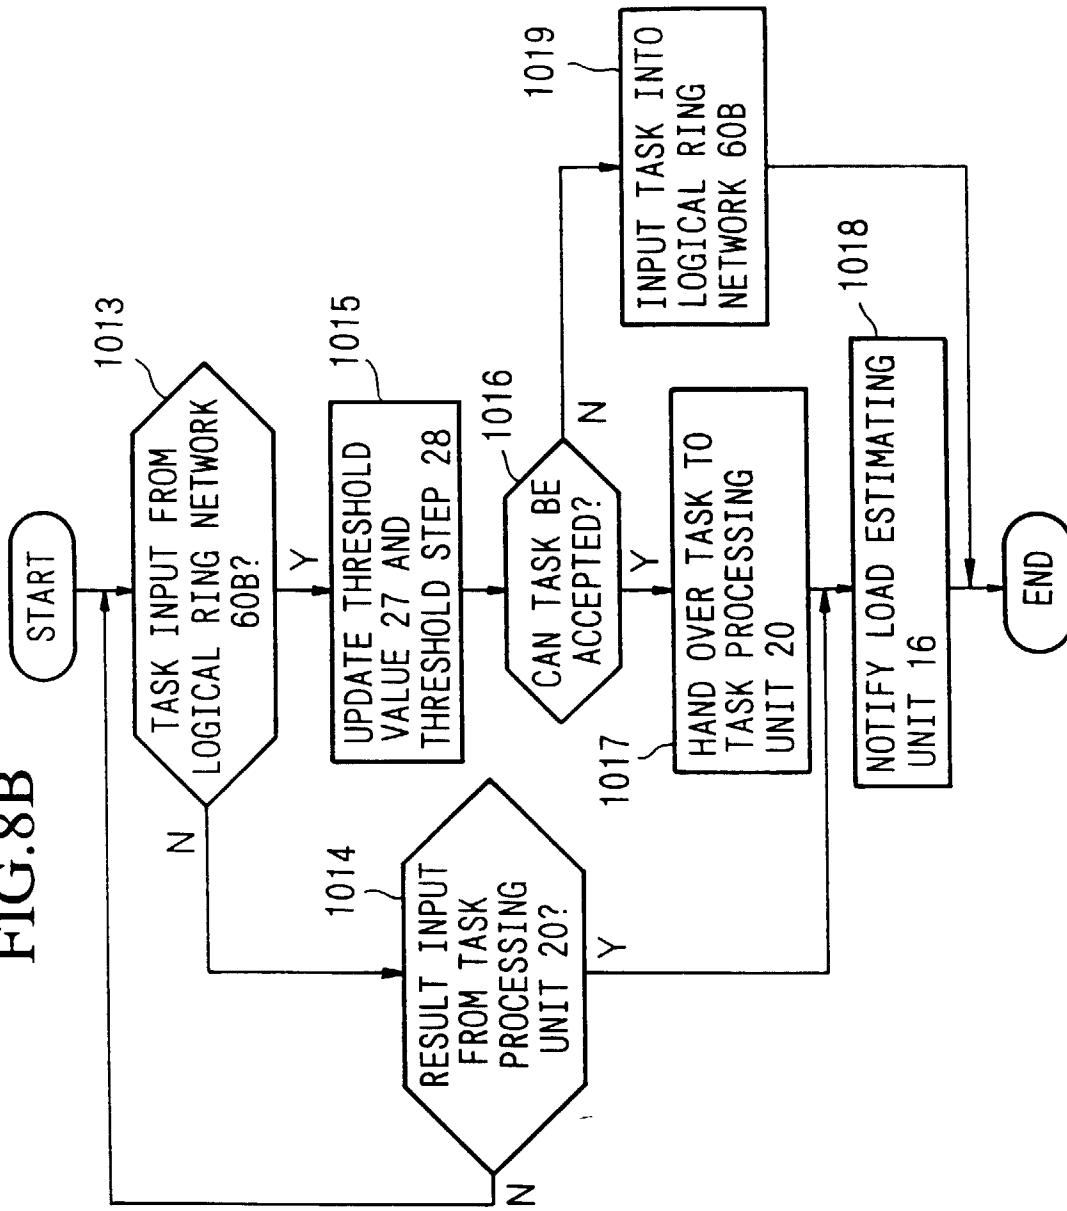 FIG.8B
START
1013
TASK INPUT FROM
LOGICAL RING NETWORK
60B?
N
Y
1014
RESULT INPUT
FROM TASK
PROCESSING
UNIT 20?
N
Y
1015
UPDATE THRESHOLD
VALUE 27 AND
THRESHOLD STEP 28
1016
CAN TASK BE
ACCEPTED?
N
Y
1017
HAND OVER TASK TO
TASK PROCESSING
UNIT 20
1019
INPUT TASK INTO
LOGICAL RING
NETWORK 60B
1018
NOTIFY LOAD ESTIMATING
UNIT 16
END